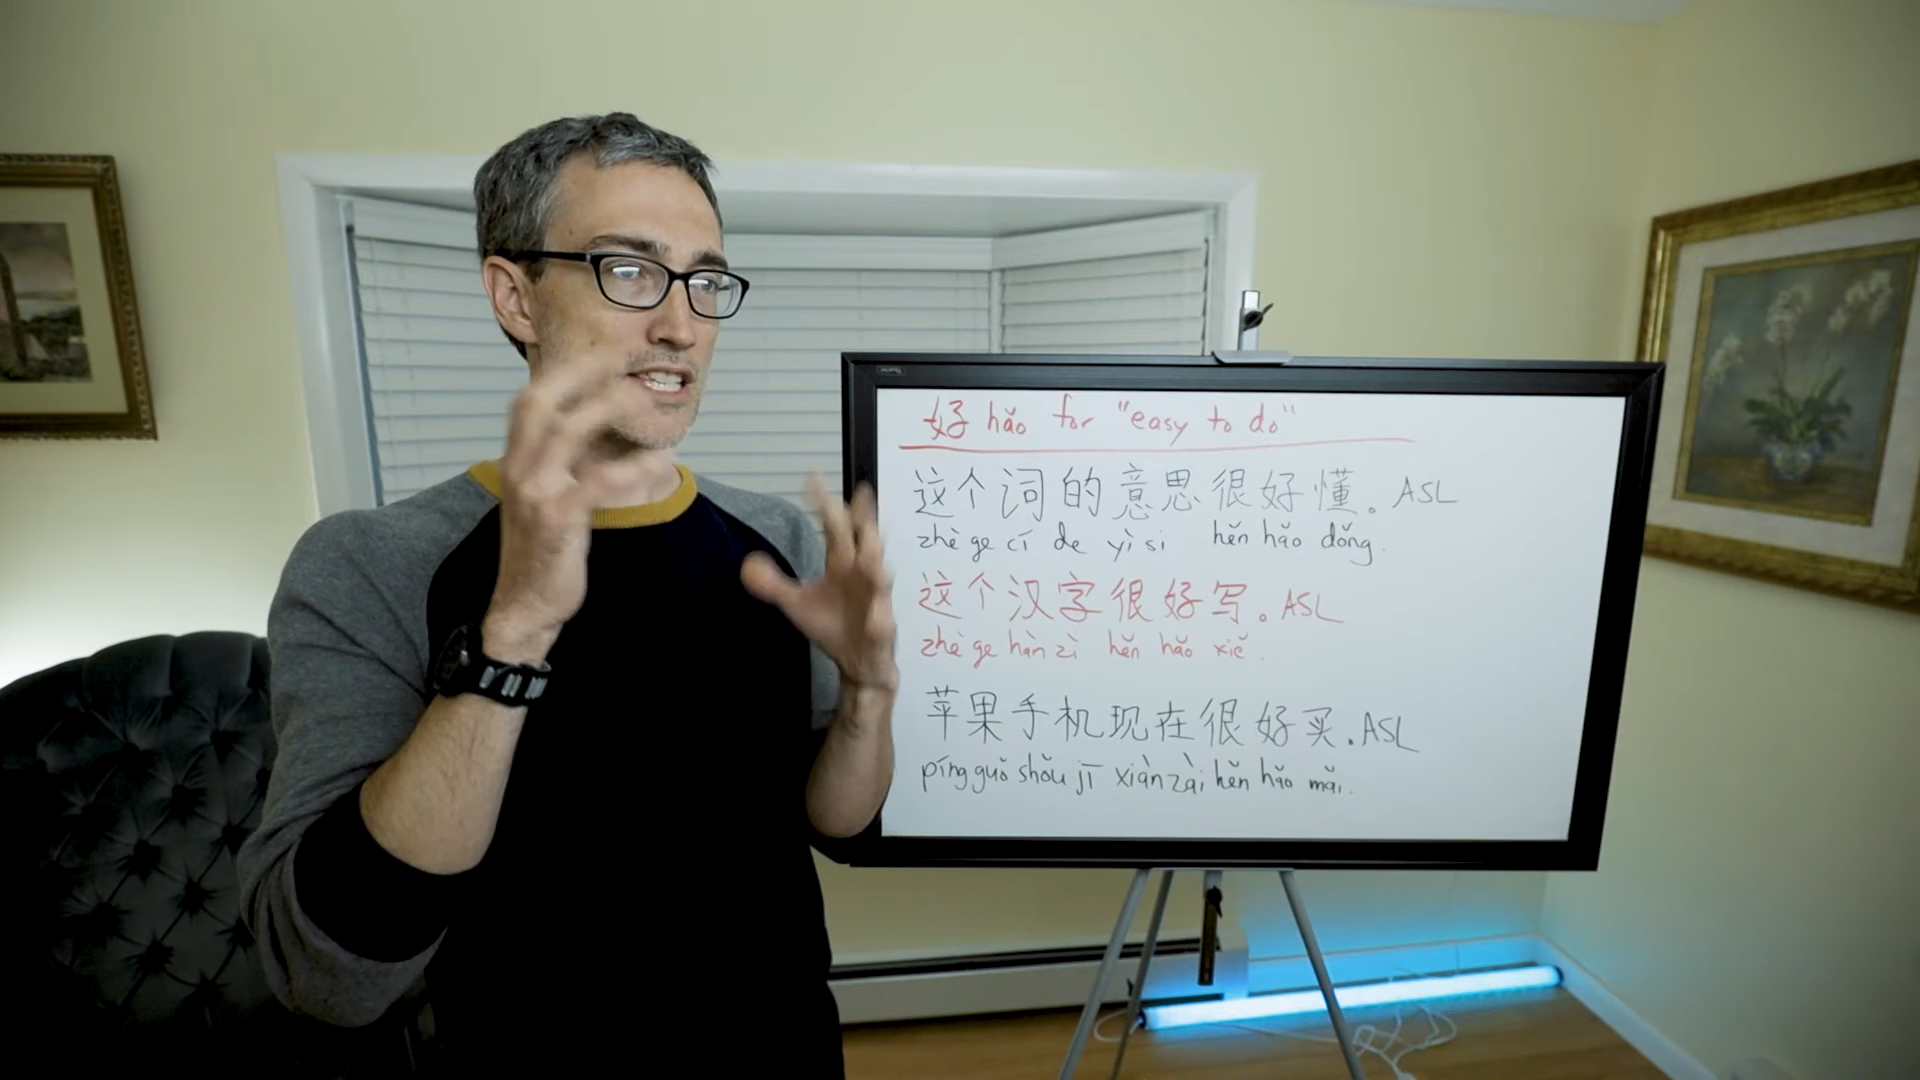 好 hǎo for "easy to do"
这个词的意思很好懂。ASL
zhè ge cí de yì si hěn hǎo dǒng.
这个汉字很好写。ASL
zhè ge hàn zì hěn hǎo xiě.
苹果手机现在很好买.ASL
píng guǒ shǒu jī xiàn zài hěn hǎo mǎi.